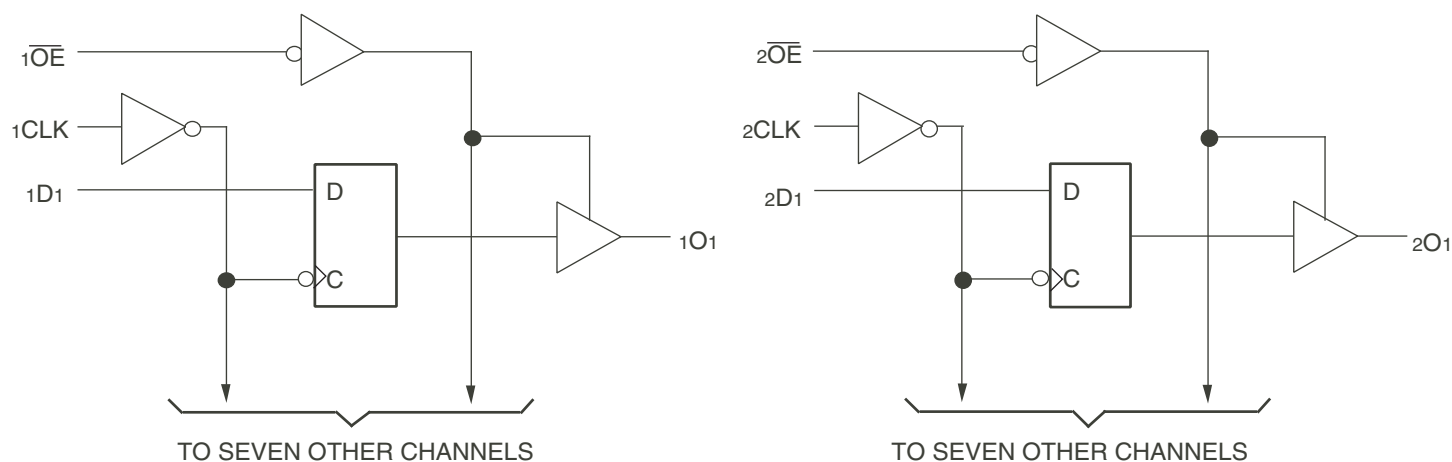 1OE
1CLK
1D1
D
C
1O1
TO SEVEN OTHER CHANNELS
2OE
2CLK
2D1
D
C
2O1
TO SEVEN OTHER CHANNELS